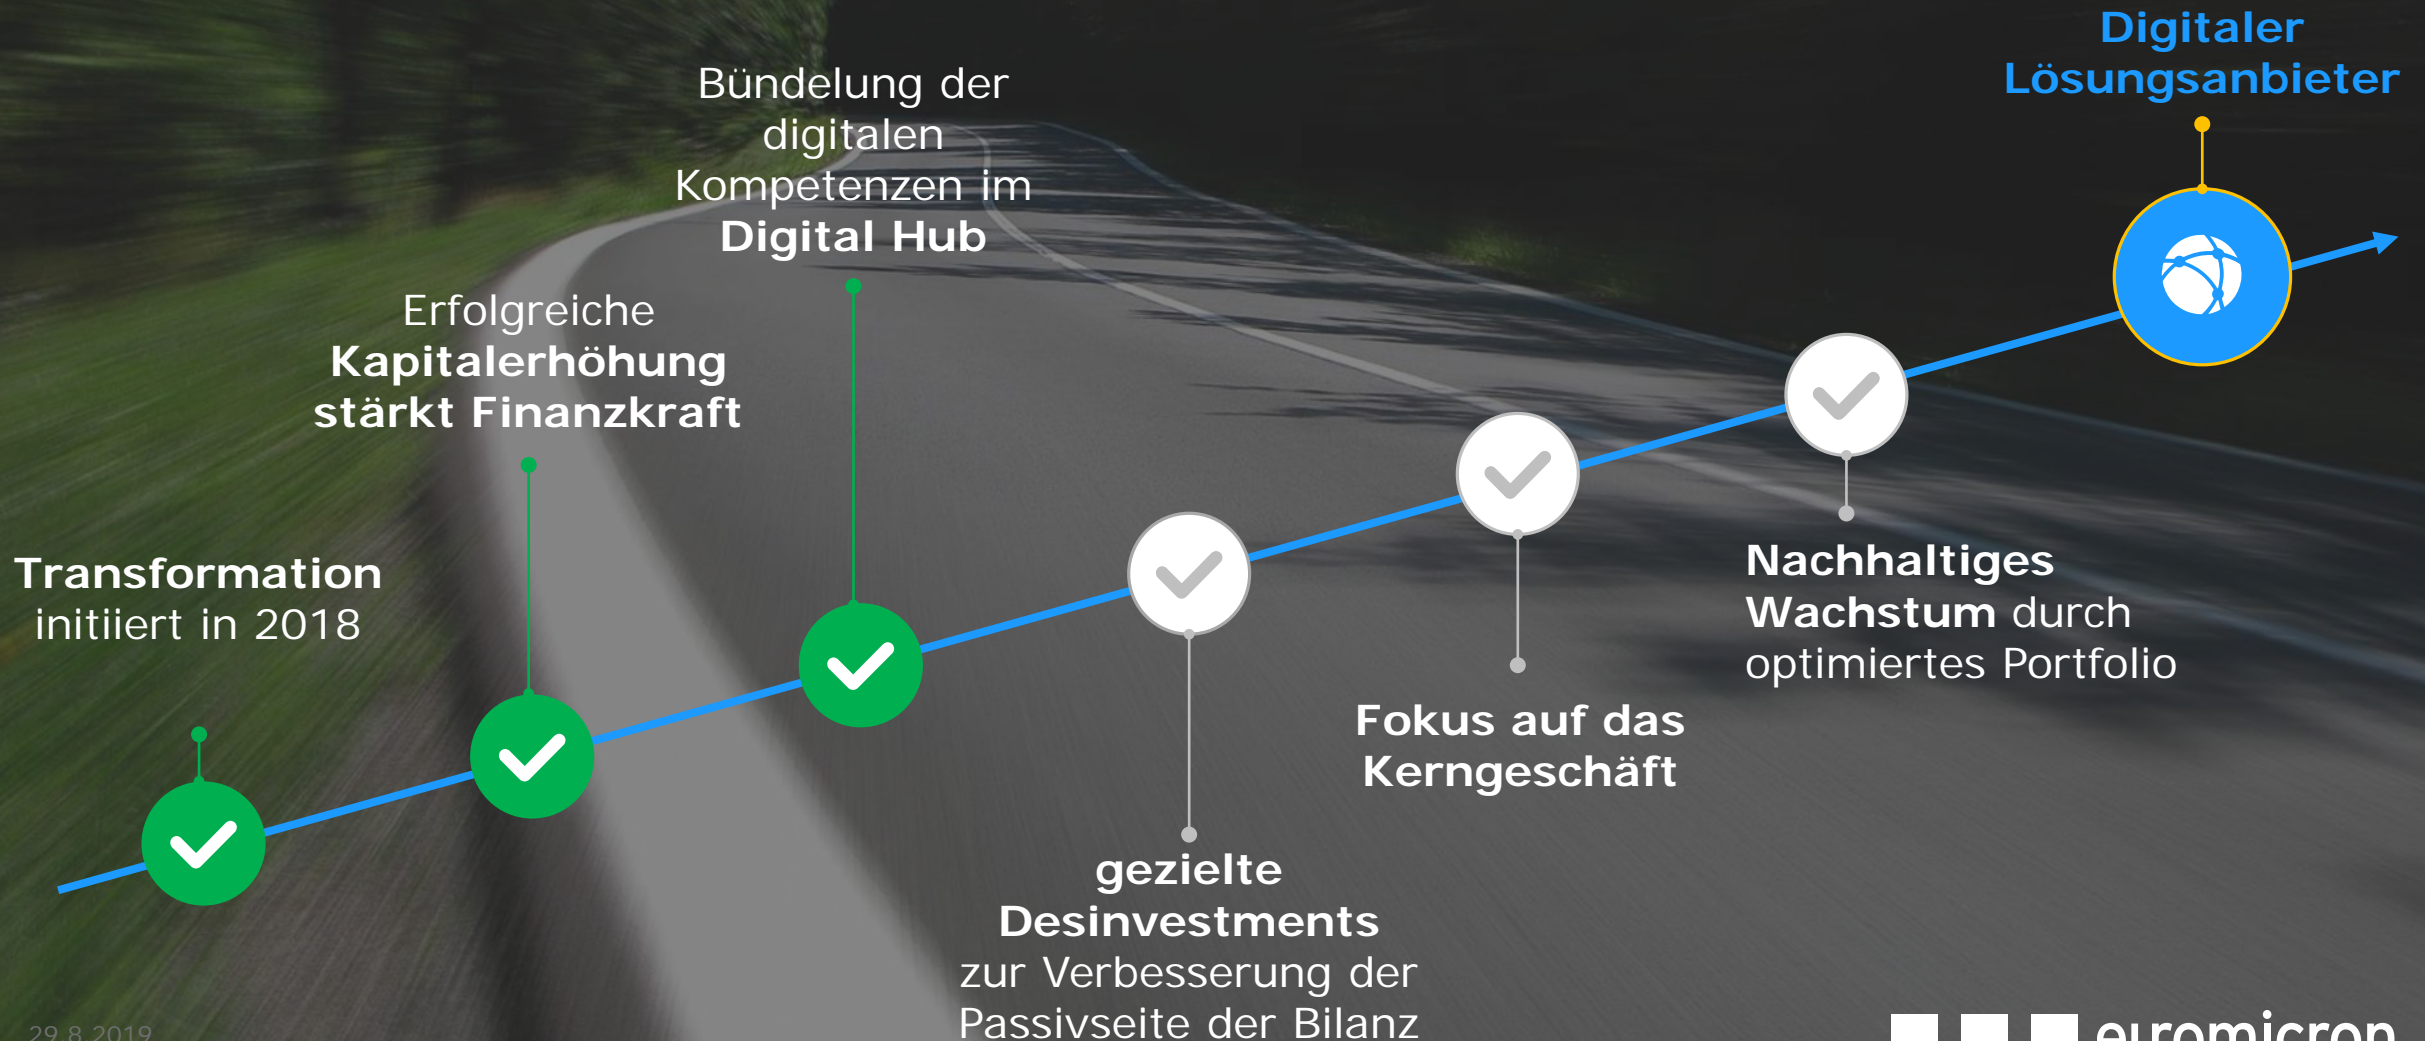 Digitaler
Lösungsanbieter
Bündelung der
digitalen
Kompetenzen im
Digital Hub
Erfolgreiche
Kapitalerhöhung
stärkt Finanzkraft
Transformation
initiiert in 2018
Nachhaltiges
Wachstum durch
optimiertes Portfolio
Fokus auf das
Kerngeschäft
gezielte
Desinvestments
zur Verbesserung der
Passivseite der Bilanz
29.8.2019
euromicron